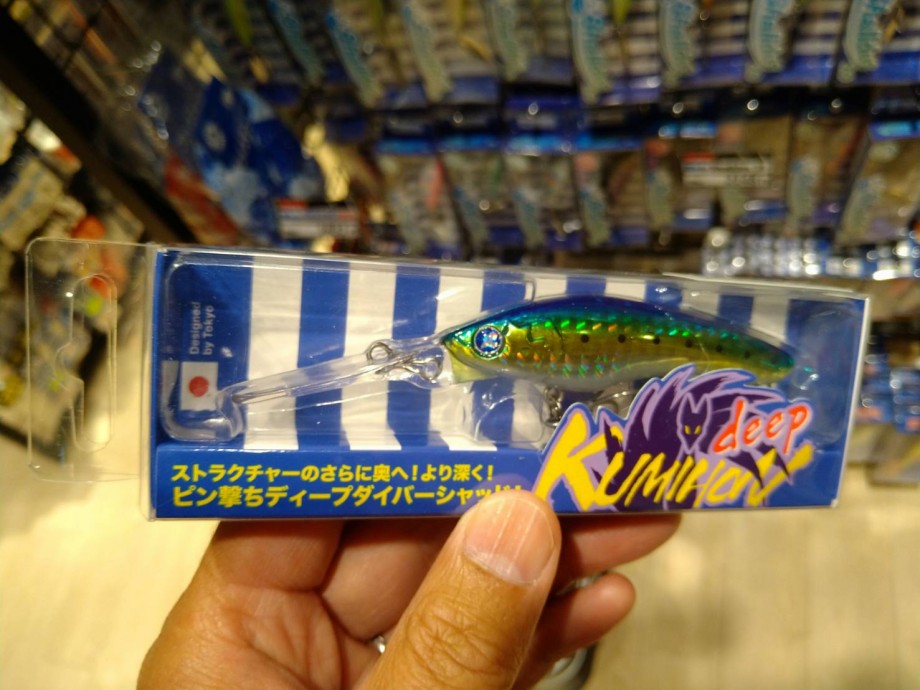 Designed
by Tokyo
deep
KUMIHON
ストラクチャーのさらに奥へ！より深く！
ピン撃ちディープダイバーシャッド！